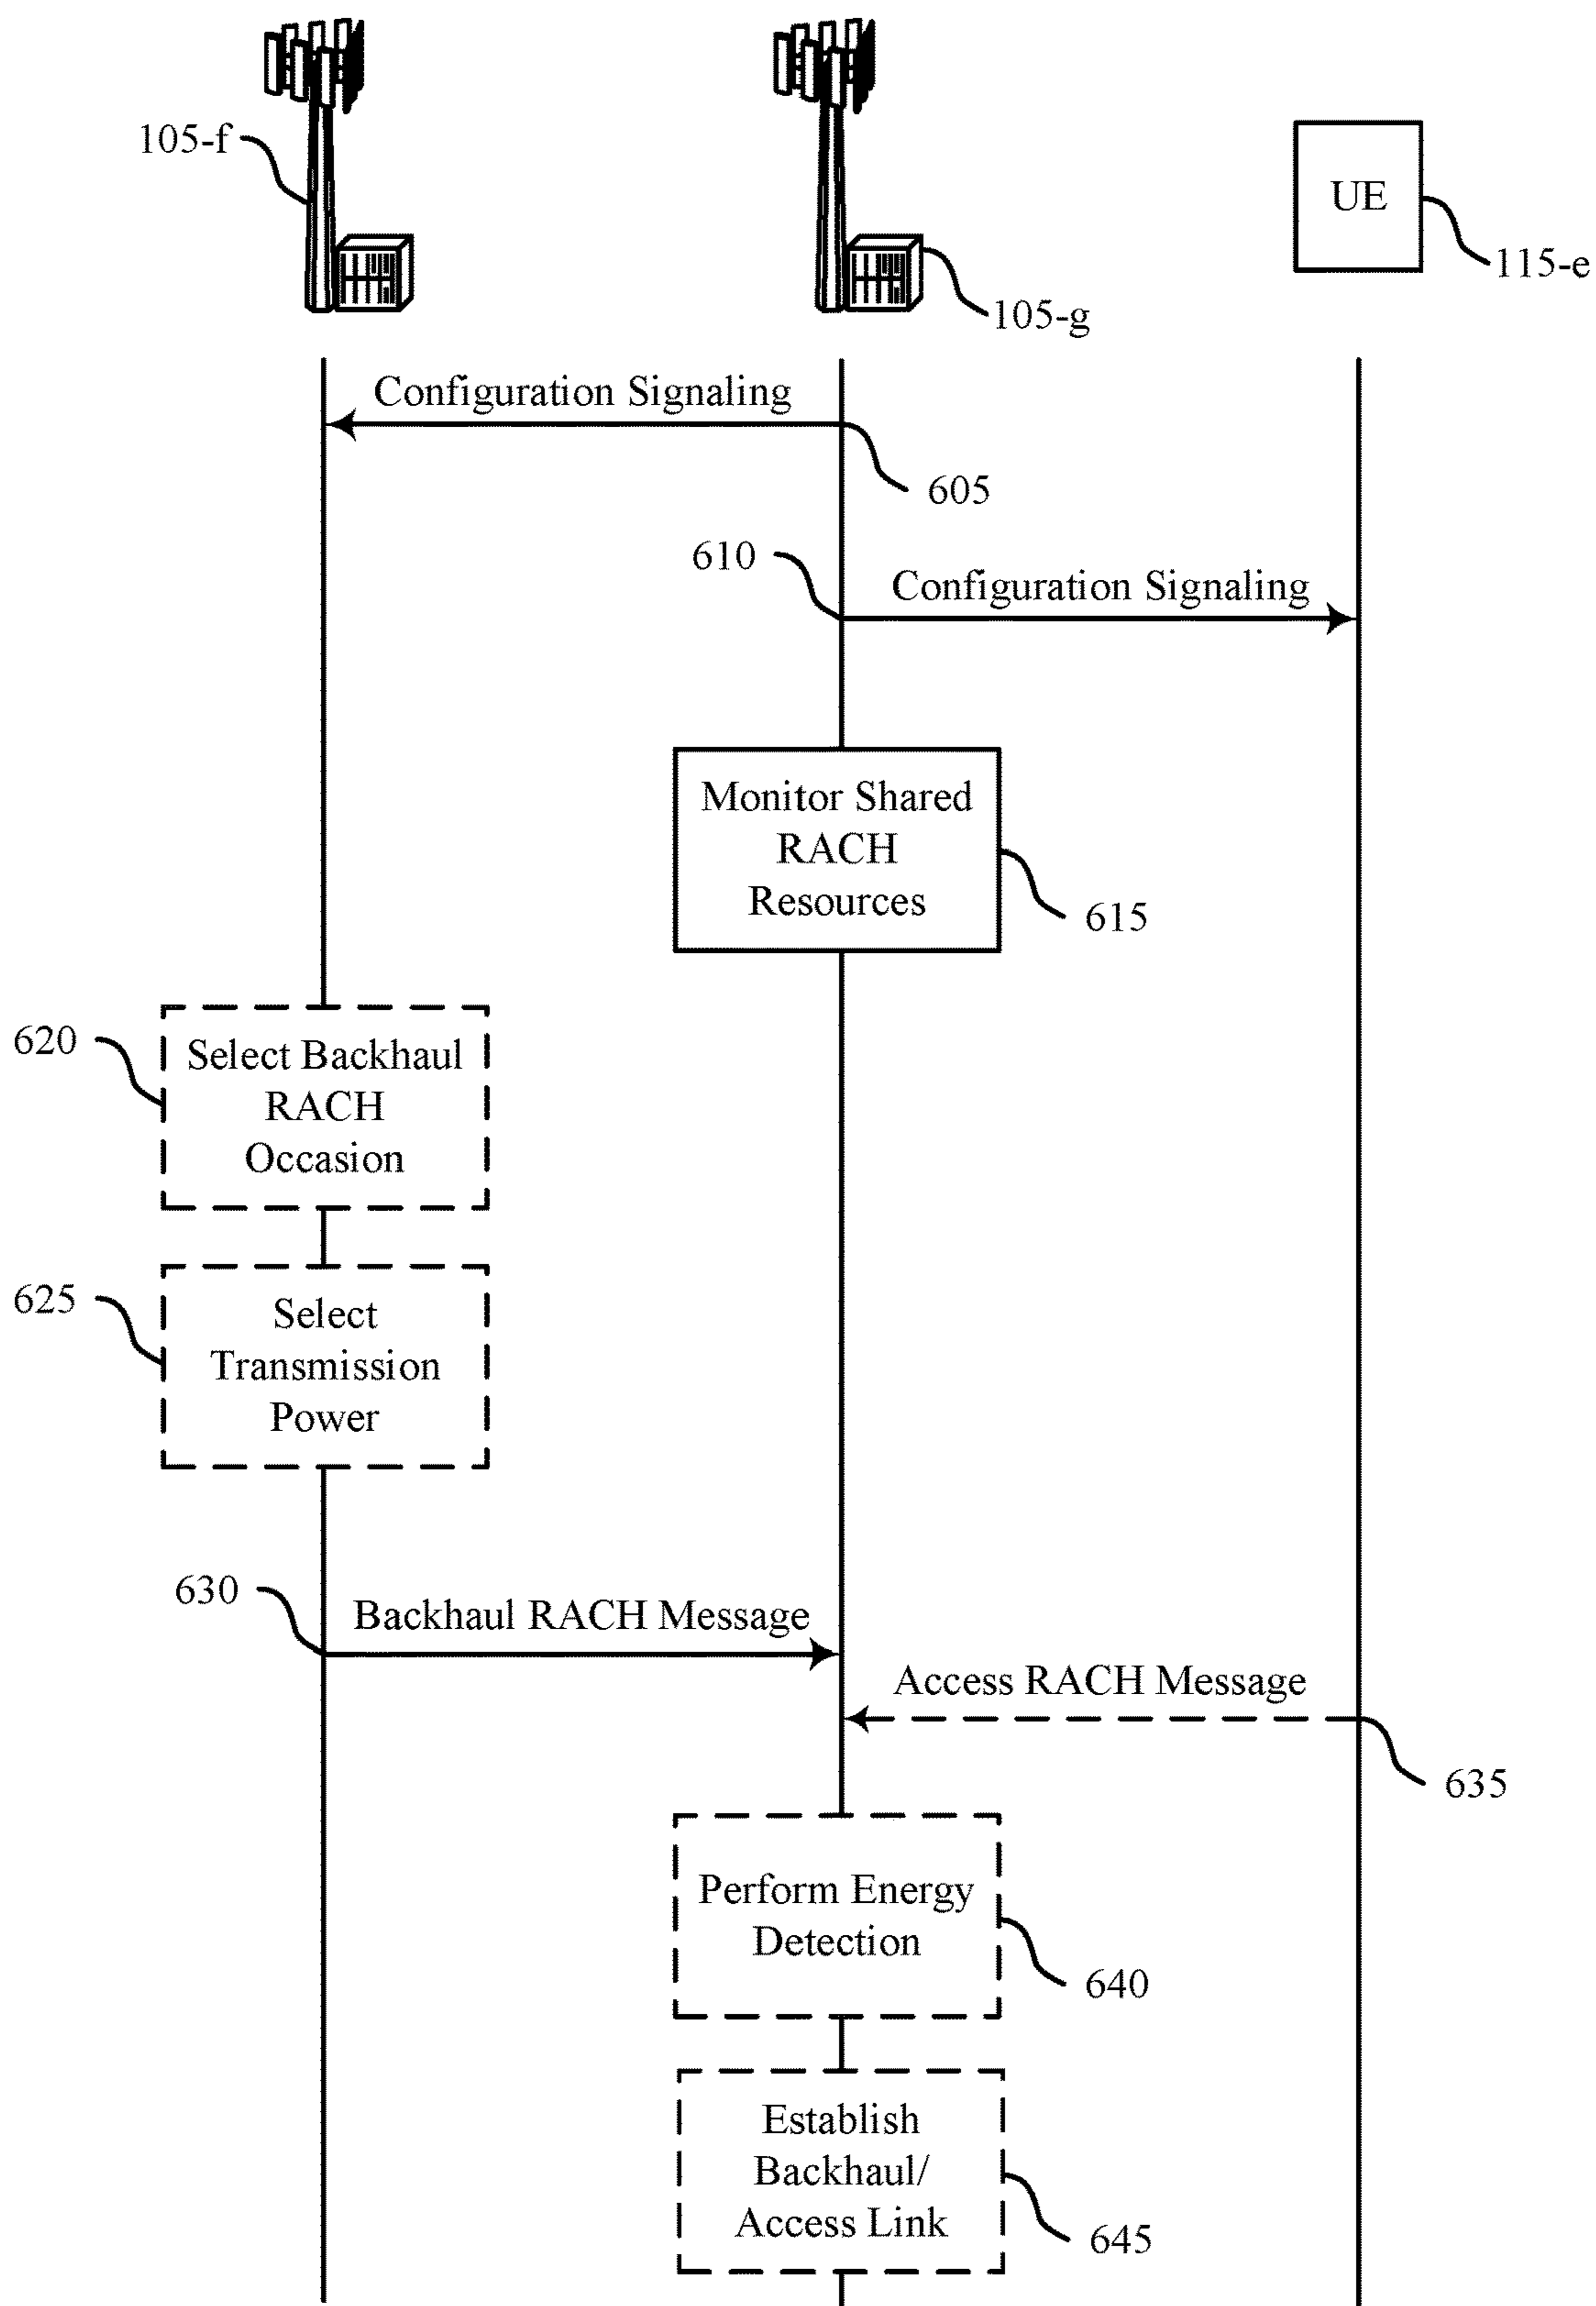 105-f
UE
115-e
105-g
Configuration Signaling
605
610
Configuration Signaling
Monitor Shared
RACH
Resources
615
620
Select Backhaul
RACH
Occasion
625
Select
Transmission
Power
630
Backhaul RACH Message
Access RACH Message
635
Perform Energy
Detection
640
Establish
Backhaul/
Access Link
645